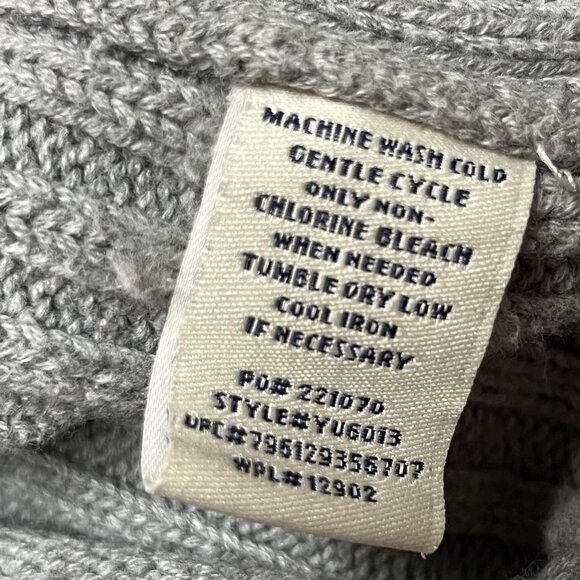 MACHINE WASH COLD
GENTLE CYCLE
ONLY NON-
CHLORINE BLEACH
WHEN NEEDED
TUMBLE DRY LOW
COOL IRON
IF NECESSARY
PO# 221070
STYLE#YU6013
UPC#796129356707
WPL#12902